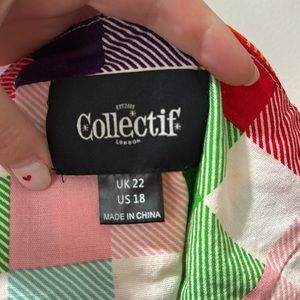 EST 2000
Collectif
LONDON
UK 22
US 18
MADE IN CHINA